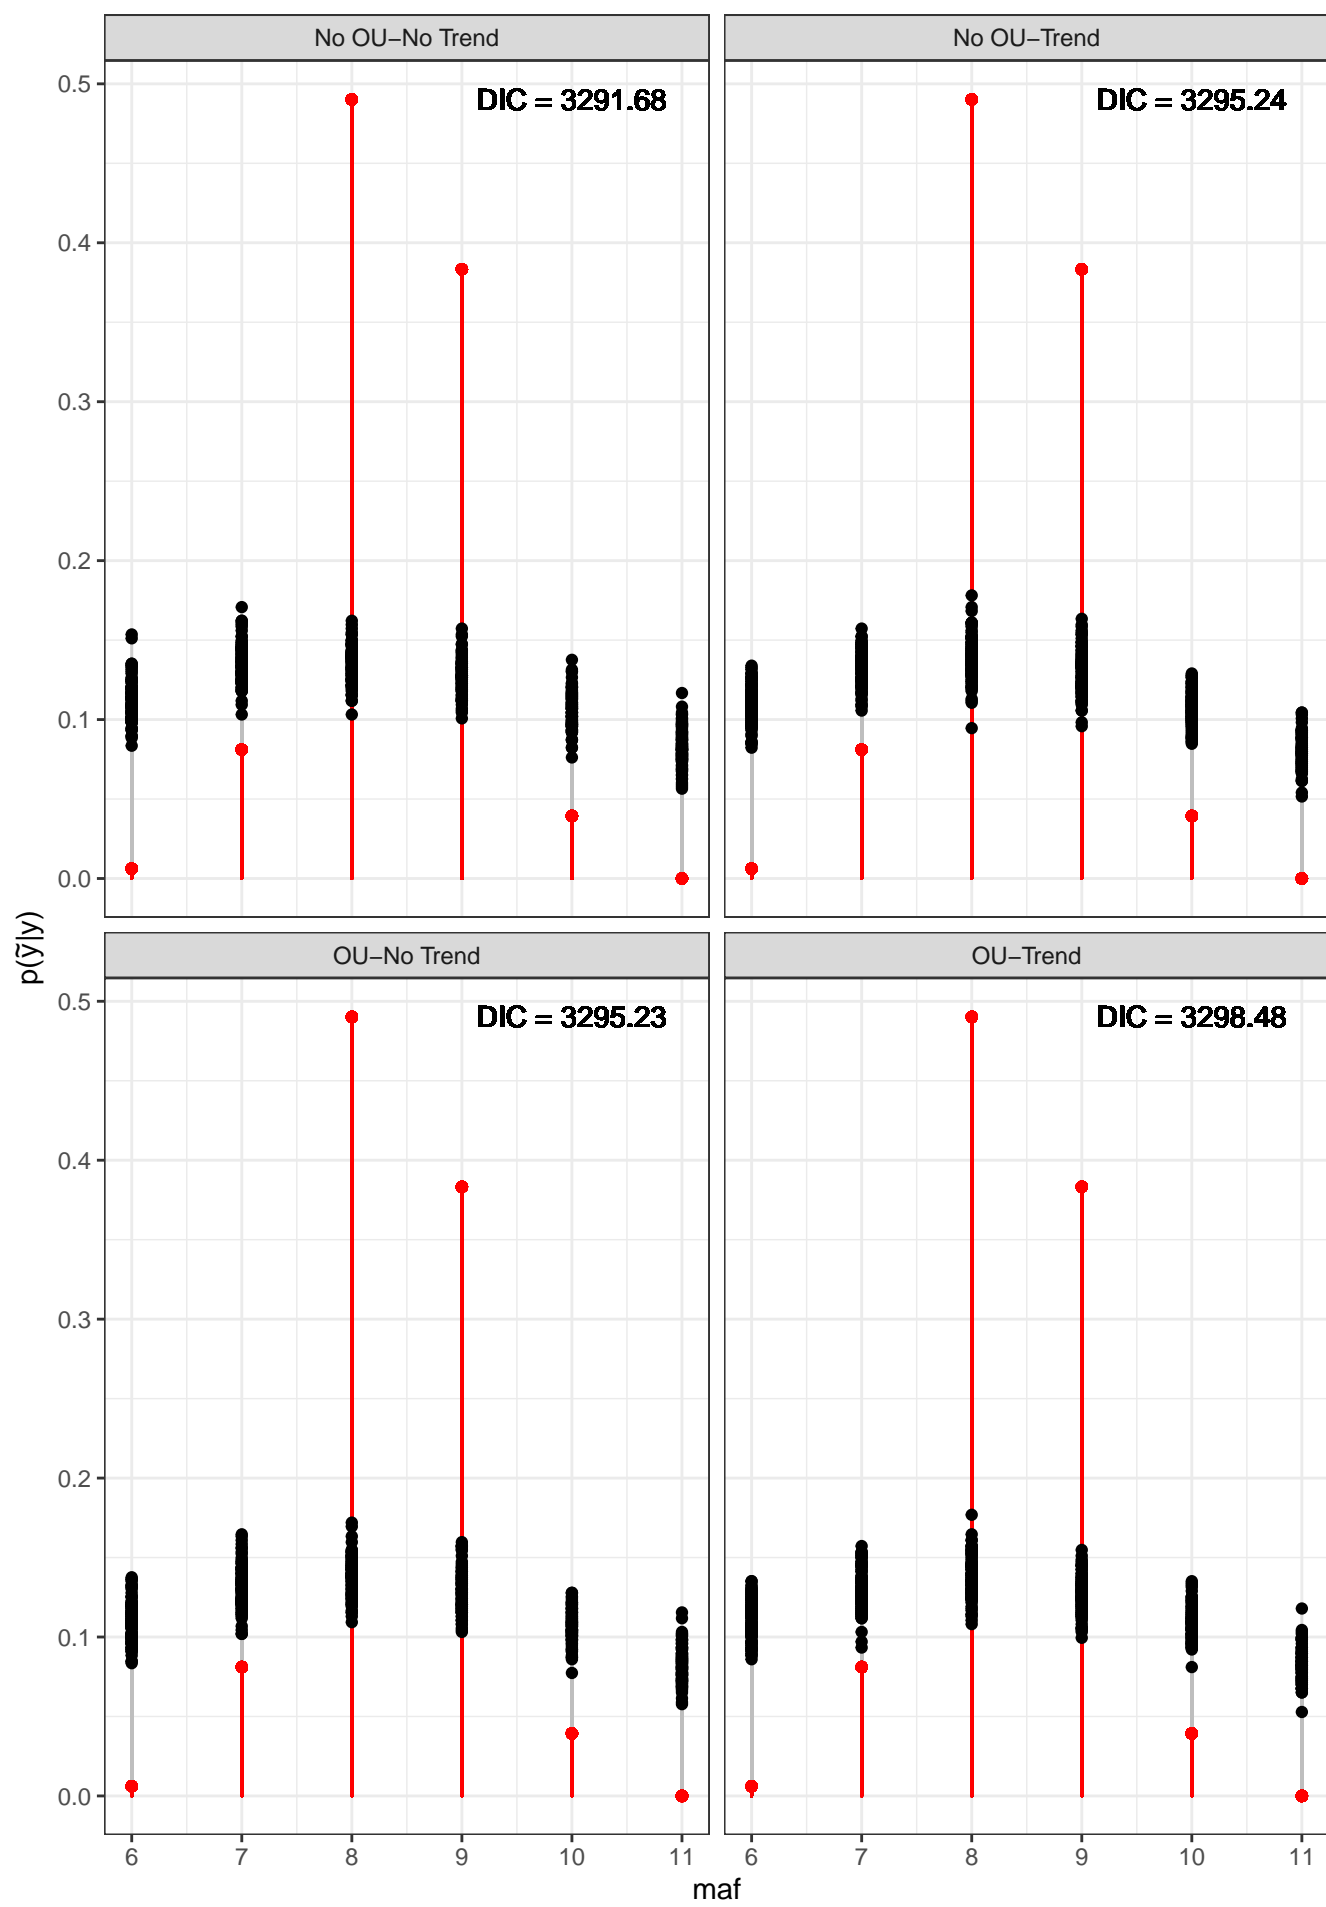 No OU−No Trend
No OU−Trend
DIC = 3291.68
DIC = 3295.24
0.5
0.4
0.3
0.2
0.1
0.0
p(ỹ|y)
OU−No Trend
OU−Trend
DIC = 3295.23
DIC = 3298.48
0.5
0.4
0.3
0.2
0.1
0.0
6 7 8 9 10 11
6 7 8 9 10 11
maf